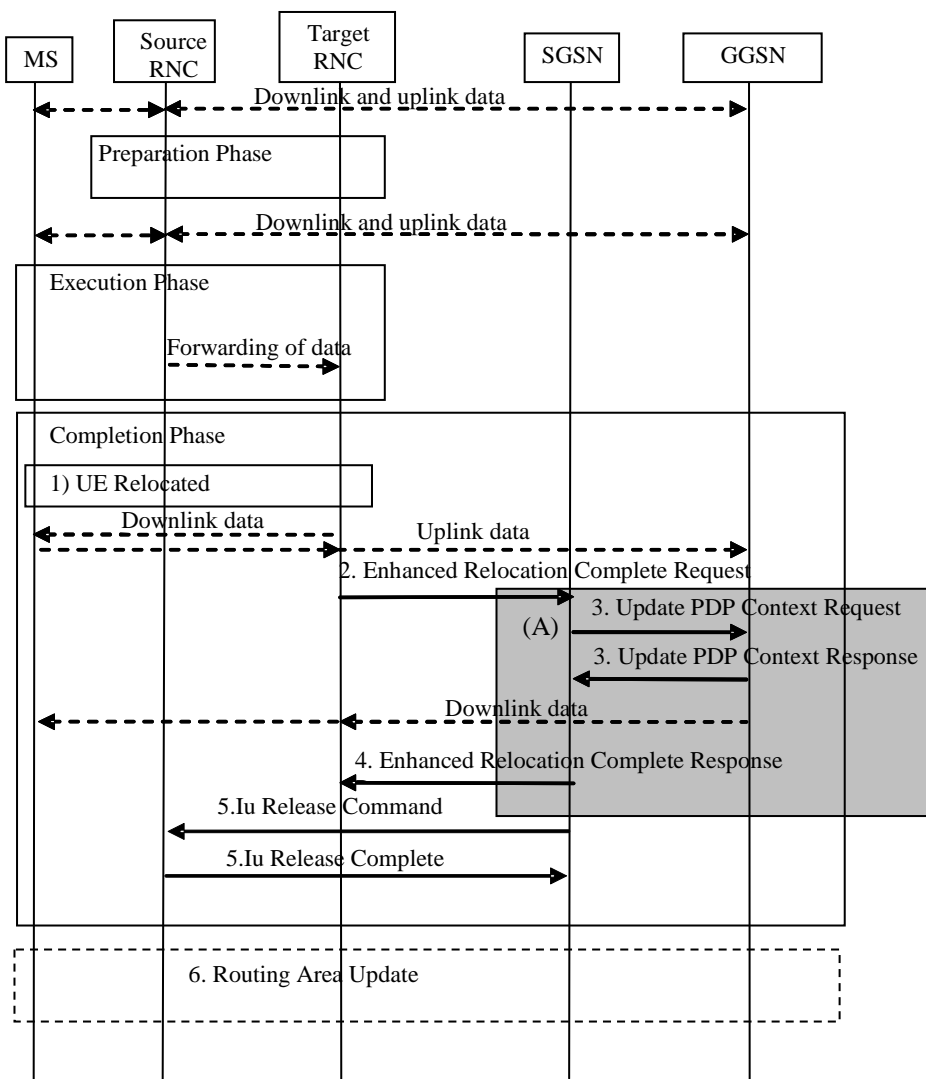 MS
Source
RNC
Target
RNC
SGSN
GGSN
Downlink and uplink data
Preparation Phase
Downlink and uplink data
Execution Phase
Forwarding of data
Completion Phase
1) UE Relocated
Downlink data
Uplink data
2. Enhanced Relocation Complete Request
(A)
3. Update PDP Context Request
3. Update PDP Context Response
Downlink data
4. Enhanced Relocation Complete Response
5.Iu Release Command
5.Iu Release Complete
6. Routing Area Update